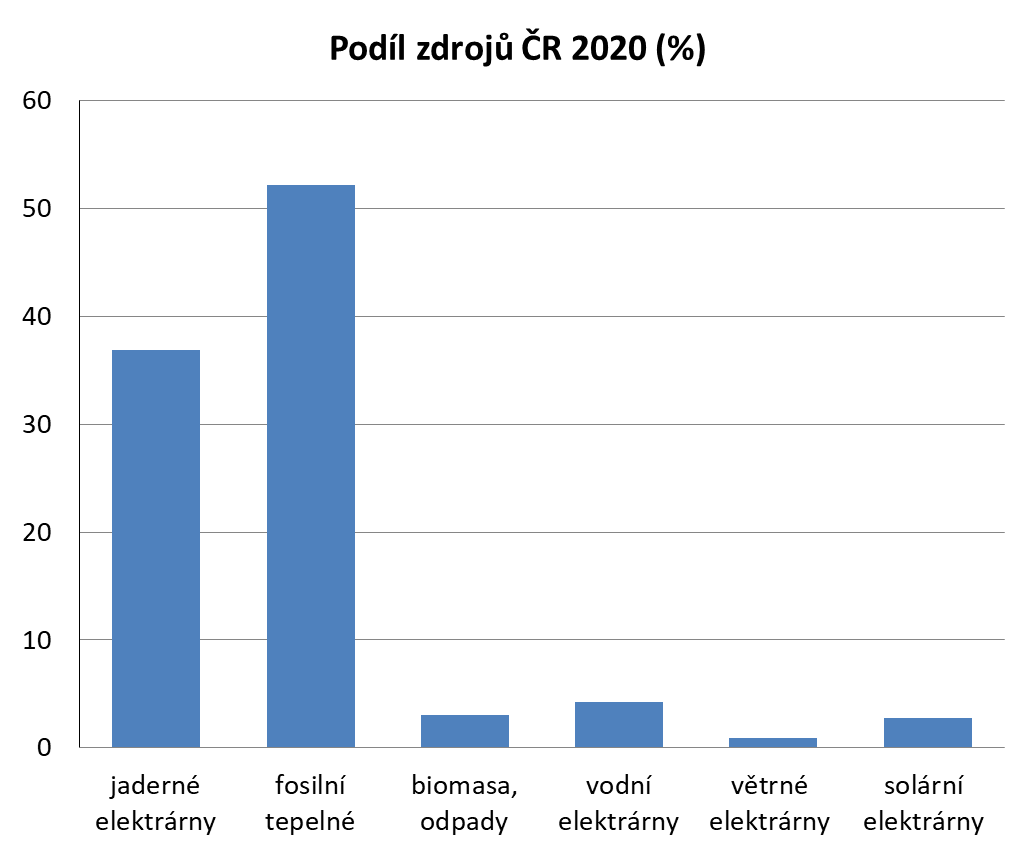 Podíl zdrojů ČR 2020 (%)
60
50
40
30
20
10
0
jaderné
elektrárny
fosilní
tepelné
biomasa,
odpady
vodní
elektrárny
větrné
elektrárny
solární
elektrárny